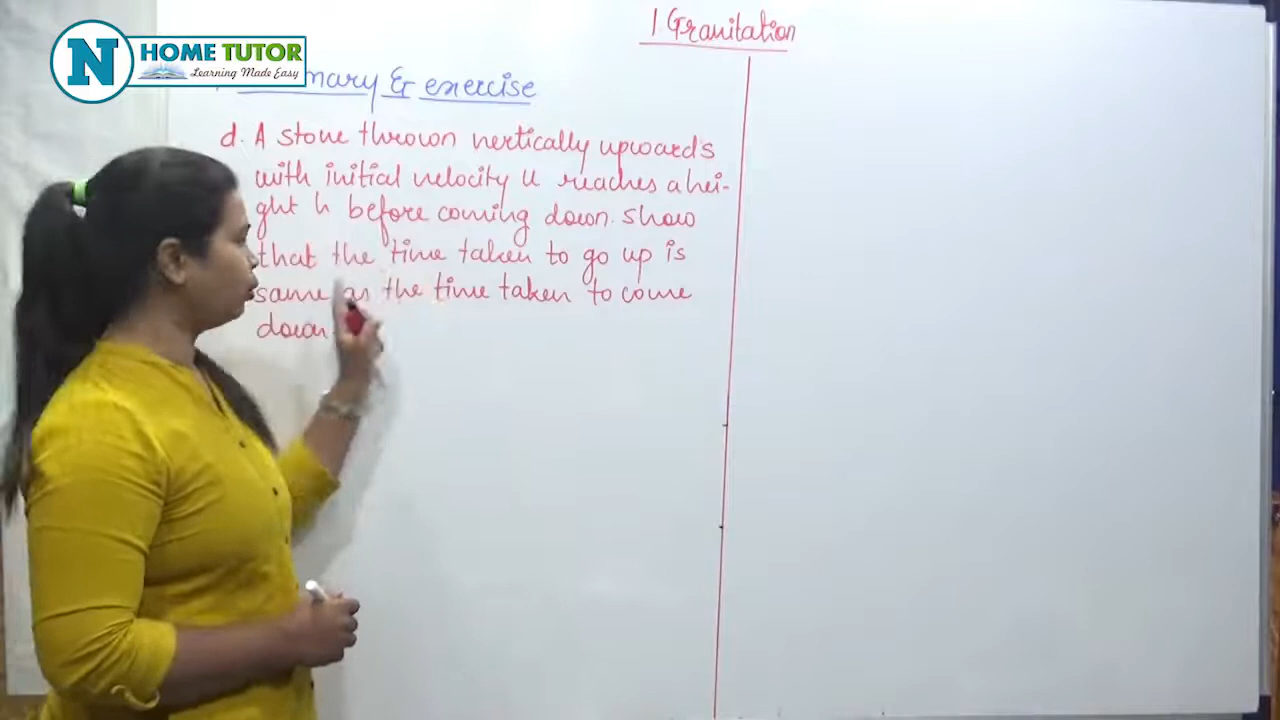 N HOME TUTOR
Learning Made Easy
1 Gravitation
mary & exercise
d. A stone thrown vertically upwards
with initial velocity u reaches a hei-
ght h before coming down. show
that the time taken to go up is
same as the time taken to come
down.